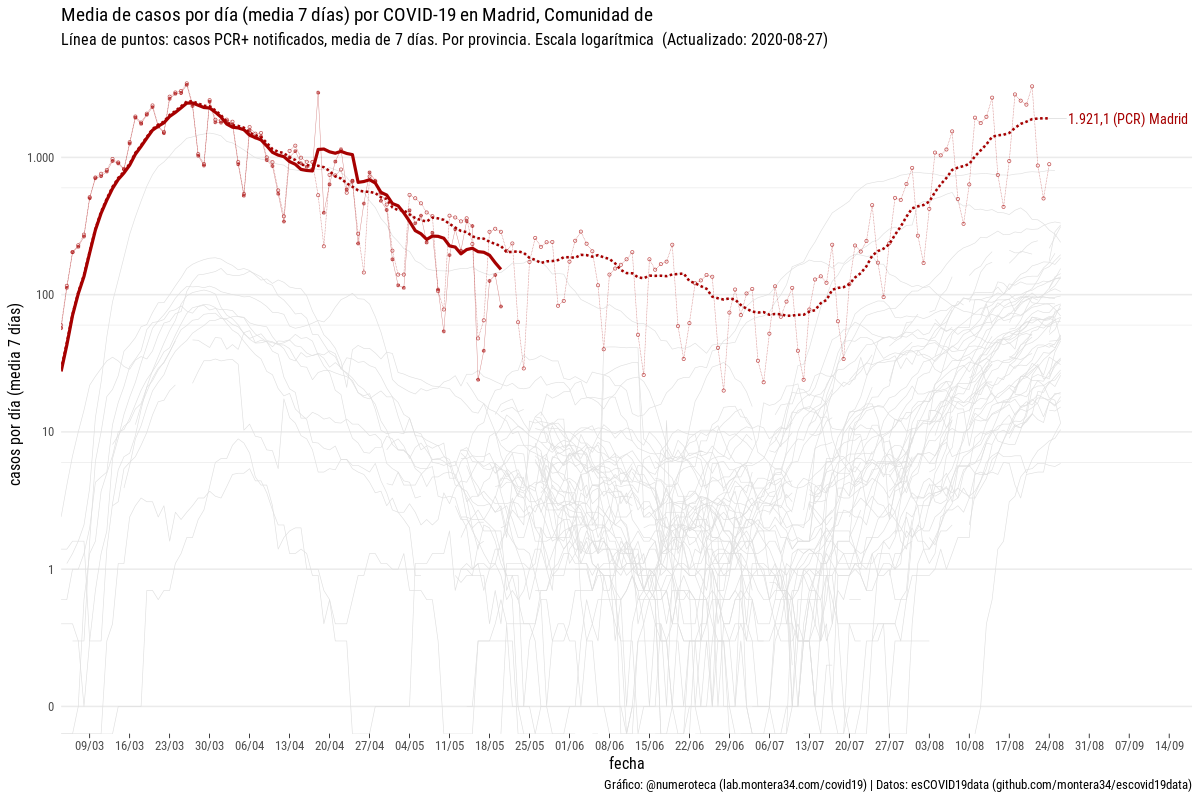 Media de casos por día (media 7 días) por COVID-19 en Madrid, Comunidad de
Línea de puntos: casos PCR+ notificados, media de 7 días. Por provincia. Escala logarítmica (Actualizado: 2020-08-27)
1.921,1 (PCR) Madrid
casos por día (media 7 días)
1.000
100
10
1
0
09/03 16/03 23/03 30/03 06/04 13/04 20/04 27/04 04/05 11/05 18/05 25/05 01/06 08/06 15/06 22/06 29/06 06/07 13/07 20/07 27/07 03/08 10/08 17/08 24/08 31/08 07/09 14/09
fecha
Gráfico: @numeroteca (lab.montera34.com/covid19) | Datos: esCOVID19data (github.com/montera34/escovid19data)